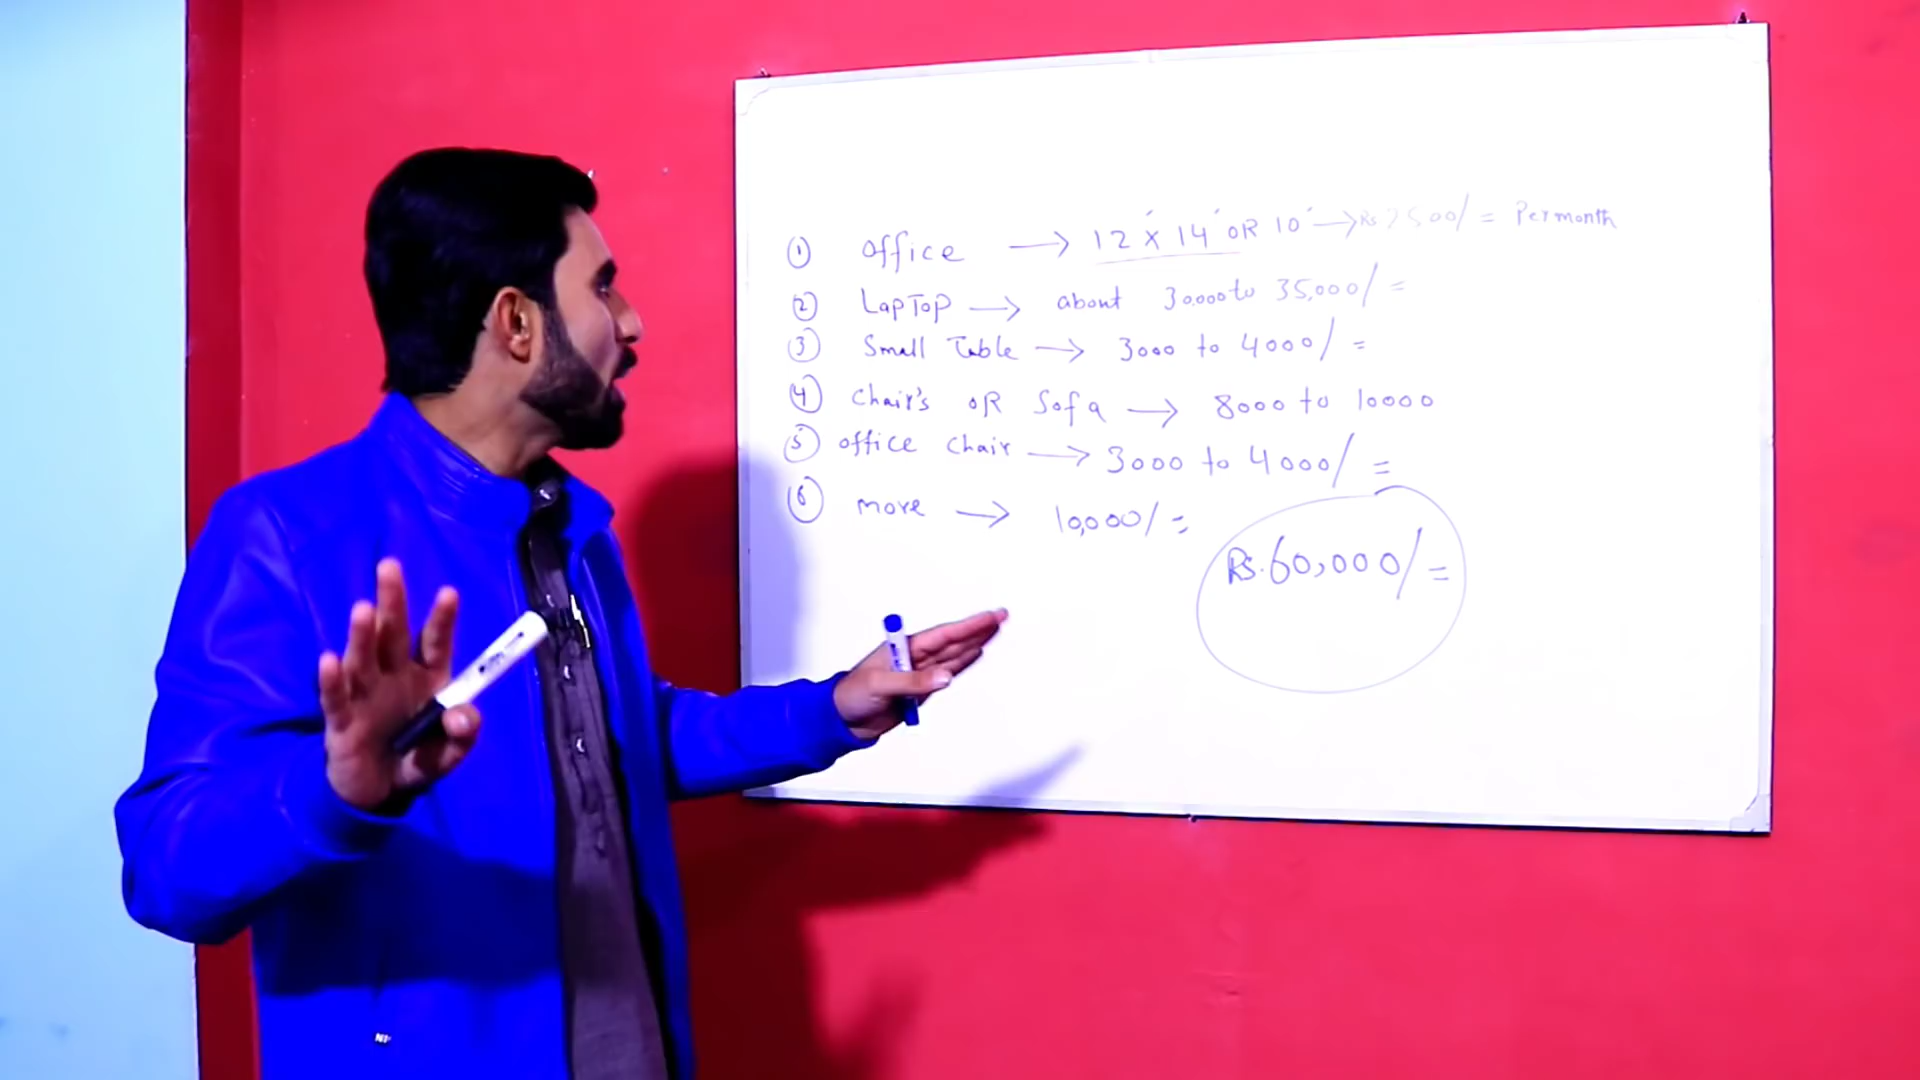 ① office → 12' x 14' OR 10' → Rs 2500/= Per month
② LapTop → about 30,000 to 35,000/=
③ Small Table → 3000 to 4000/=
④ Chair's OR Sofa → 8000 to 10000
⑤ office Chair → 3000 to 4000/=
⑥ more → 10,000/=
Rs. 60,000/=